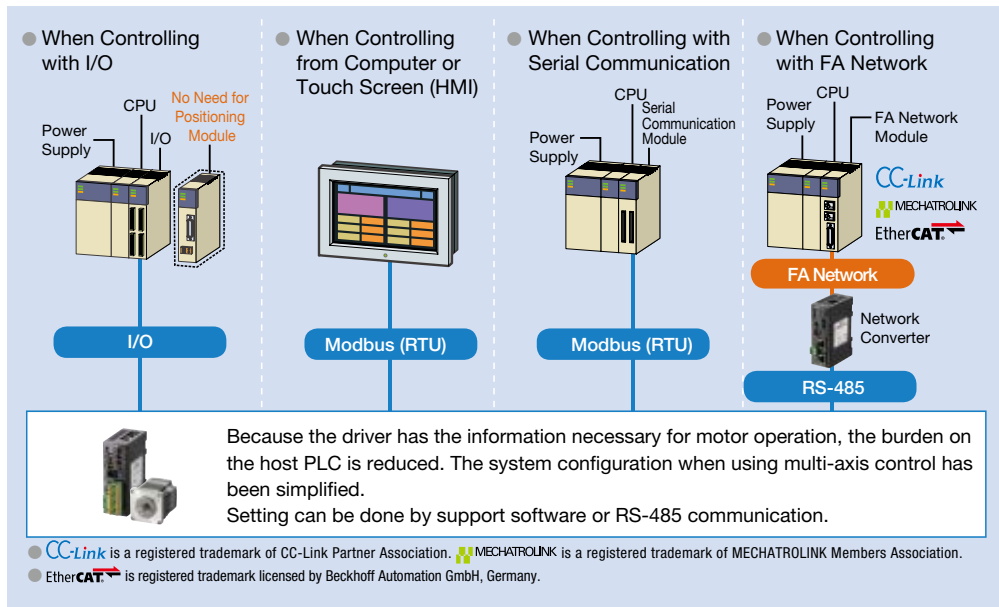 ● When Controlling
with I/O
CPU
I/O
Power
Supply
No Need for
Positioning
Module
I/O
● When Controlling
from Computer or
Touch Screen (HMI)
Modbus (RTU)
● When Controlling with
Serial Communication
CPU
Serial
Communication
Module
Power
Supply
Modbus (RTU)
● When Controlling
with FA Network
Power
Supply
CPU
FA Network
Module
CC-Link
MECHATROLINK
EtherCAT
FA Network
Network
Converter
RS-485
Because the driver has the information necessary for motor operation, the burden on
the host PLC is reduced. The system configuration when using multi-axis control has
been simplified.
Setting can be done by support software or RS-485 communication.
● CC-Link is a registered trademark of CC-Link Partner Association. MECHATROLINK is a registered trademark of MECHATROLINK Members Association.
● EtherCAT is registered trademark licensed by Beckhoff Automation GmbH, Germany.